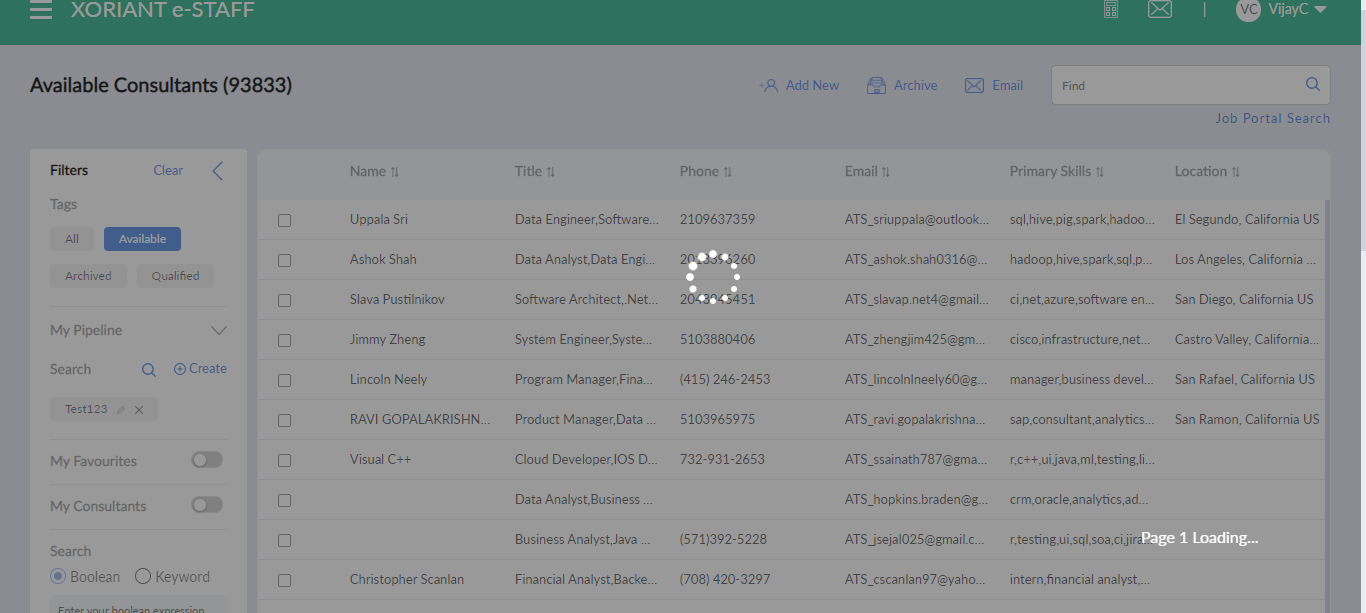 XORIANT e-STAFF
VC VijayC
Available Consultants (93833)
Add New Archive Email Find
Job Portal Search
Filters Clear
Tags
All Available
Archived Qualified
My Pipeline
Search Create
Test123
My Favourites
My Consultants
Search
Boolean Keyword
Enter your boolean expression
Name Title Phone Email Primary Skills Location
Uppala Sri Data Engineer,Software... 2109637359 ATS_sriuppala@outlook... sql,hive,pig,spark,hadoo... El Segundo, California US
Ashok Shah Data Analyst,Data Engi... ATS_ashok.shah0316@... hadoop,hive,spark,sql,p... Los Angeles, California ...
Slava Pustilnikov Software Architect,.Net... ATS_slavap.net4@gmail... ci,net,azure,software en... San Diego, California US
Jimmy Zheng System Engineer,Syste... 5103880406 ATS_zhengjim425@gm... cisco,infrastructure,net... Castro Valley, California...
Lincoln Neely Program Manager,Fina... (415) 246-2453 ATS_lincolnlneely60@g... manager,business devel... San Rafael, California US
RAVI GOPALAKRISHN... Product Manager,Data ... 5103965975 ATS_ravi.gopalakrishna... sap,consultant,analytics... San Ramon, California US
Visual C++ Cloud Developer,IOS D... 732-931-2653 ATS_ssainath787@gma... r,c++,ui,java,ml,testing,li...
Data Analyst,Business ... ATS_hopkins.braden@g... crm,oracle,analytics,ad...
Business Analyst,Java ... (571)392-5228 ATS_jsejal025@gmail.c... r,testing,ui,sql,soa,ci,jira...
Page 1 Loading...
Christopher Scanlan Financial Analyst,Backe... (708) 420-3297 ATS_cscanlan97@yaho... intern,financial analyst,...